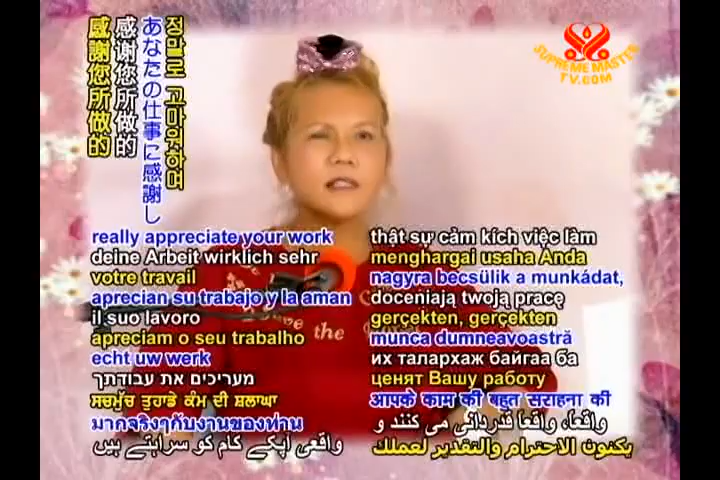 정말로 고마워하며
あなたの仕事に感謝し
感谢您所做的
感謝您所做的
SUPREME MASTER
TV.COM
really appreciate your work
deine Arbeit wirklich sehr
votre travail
aprecian su trabajo y la aman
il suo lavoro
apreciam o seu trabalho
echt uw werk
מעריכים את עבודתך
ਸਚਮੁੱਚ ਤੁਹਾਡੇ ਕੰਮ ਦੀ ਸ਼ਲਾਘਾ
มากจริงๆกับงานของท่าน
واقعی آپکے کام کو سراہتے ہیں
thật sự cảm kích việc làm
menghargai usaha Anda
nagyra becsülik a munkádat,
doceniają twoją pracę
gerçekten, gerçekten
munca dumneavoastră
их талархаж байгаа ба
ценят Вашу работу
आपके काम की बहुत सराहना की
واقعاً، واقعاً قدردانی می کنند و
يكنون الاحترام والتقدير لعملك
the